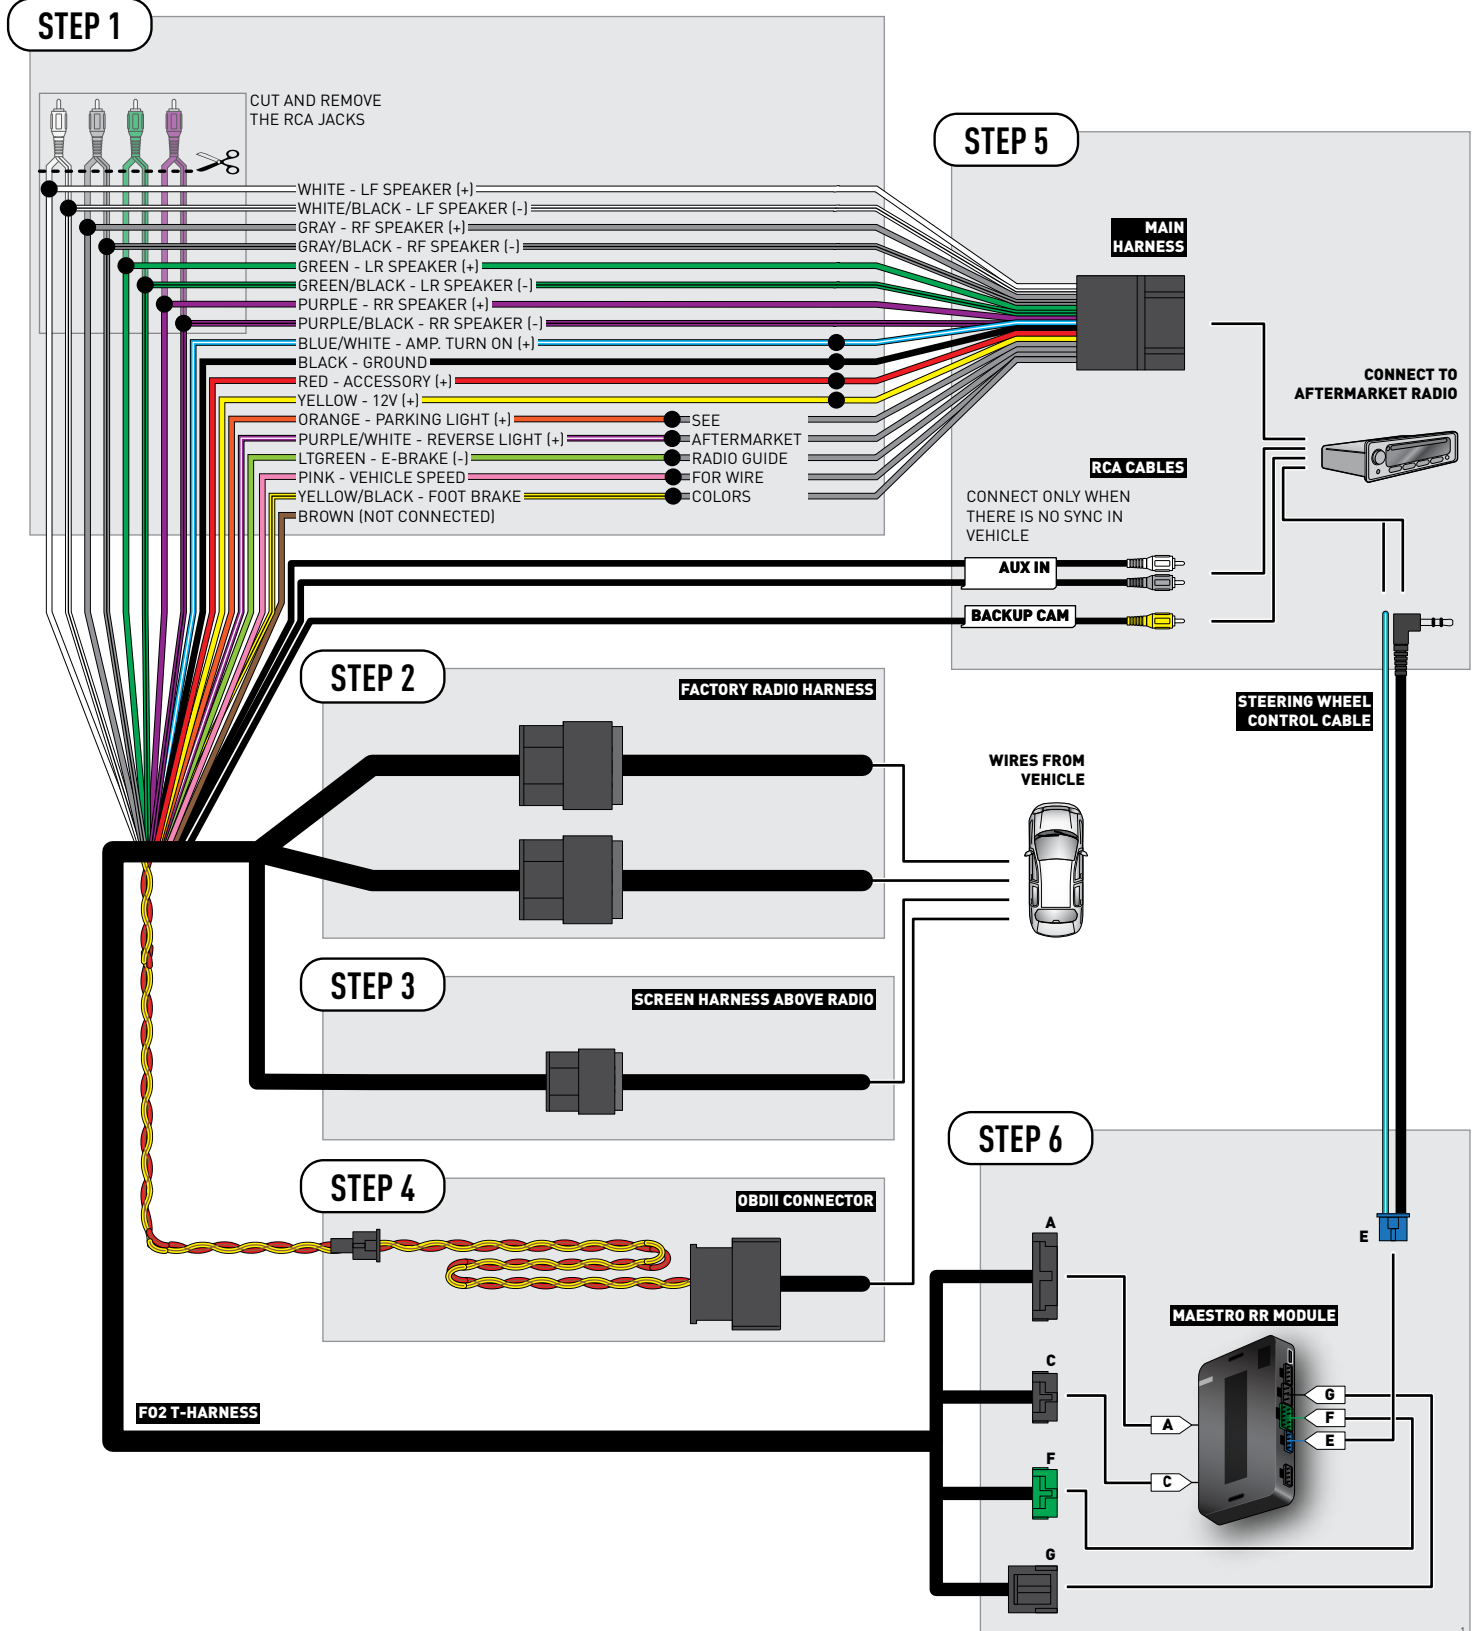 STEP 1
CUT AND REMOVE
THE RCA JACKS
WHITE - LF SPEAKER (+)
WHITE/BLACK - LF SPEAKER (-)
GRAY - RF SPEAKER (+)
GRAY/BLACK - RF SPEAKER (-)
GREEN - LR SPEAKER (+)
GREEN/BLACK - LR SPEAKER (-)
PURPLE - RR SPEAKER (+)
PURPLE/BLACK - RR SPEAKER (-)
BLUE/WHITE - AMP. TURN ON (+)
BLACK - GROUND
RED - ACCESSORY (+)
YELLOW - 12V (+)
ORANGE - PARKING LIGHT (+)
PURPLE/WHITE - REVERSE LIGHT (+)
LTGREEN - E-BRAKE (-)
PINK - VEHICLE SPEED
YELLOW/BLACK - FOOT BRAKE
BROWN (NOT CONNECTED)
SEE
AFTERMARKET
RADIO GUIDE
FOR WIRE
COLORS
STEP 5
MAIN
HARNESS
CONNECT TO
AFTERMARKET RADIO
RCA CABLES
CONNECT ONLY WHEN
THERE IS NO SYNC IN
VEHICLE
AUX IN
BACKUP CAM
STEERING WHEEL
CONTROL CABLE
STEP 2
FACTORY RADIO HARNESS
WIRES FROM
VEHICLE
STEP 3
SCREEN HARNESS ABOVE RADIO
STEP 4
OBDII CONNECTOR
FO2 T-HARNESS
STEP 6
A
E
MAESTRO RR MODULE
C
G
F
A
E
C
F
G
1